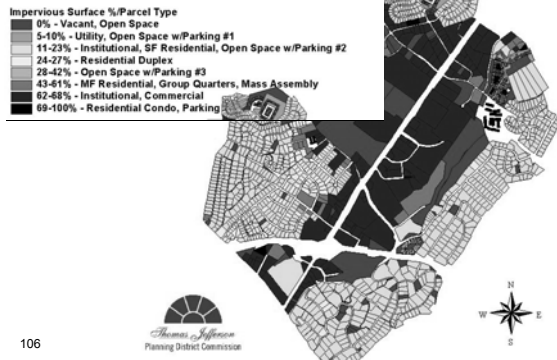 Impervious Surface %/Parcel Type
0% - Vacant, Open Space
5-10% - Utility, Open Space w/Parking #1
11-23% - Institutional, SF Residential, Open Space w/Parking #2
24-27% - Residential Duplex
28-42% - Open Space w/Parking #3
43-61% - MF Residential, Group Quarters, Mass Assembly
62-68% - Institutional, Commercial
69-100% - Residential Condo, Parking
N
W E
S
Thomas Jefferson
Planning District Commission
106